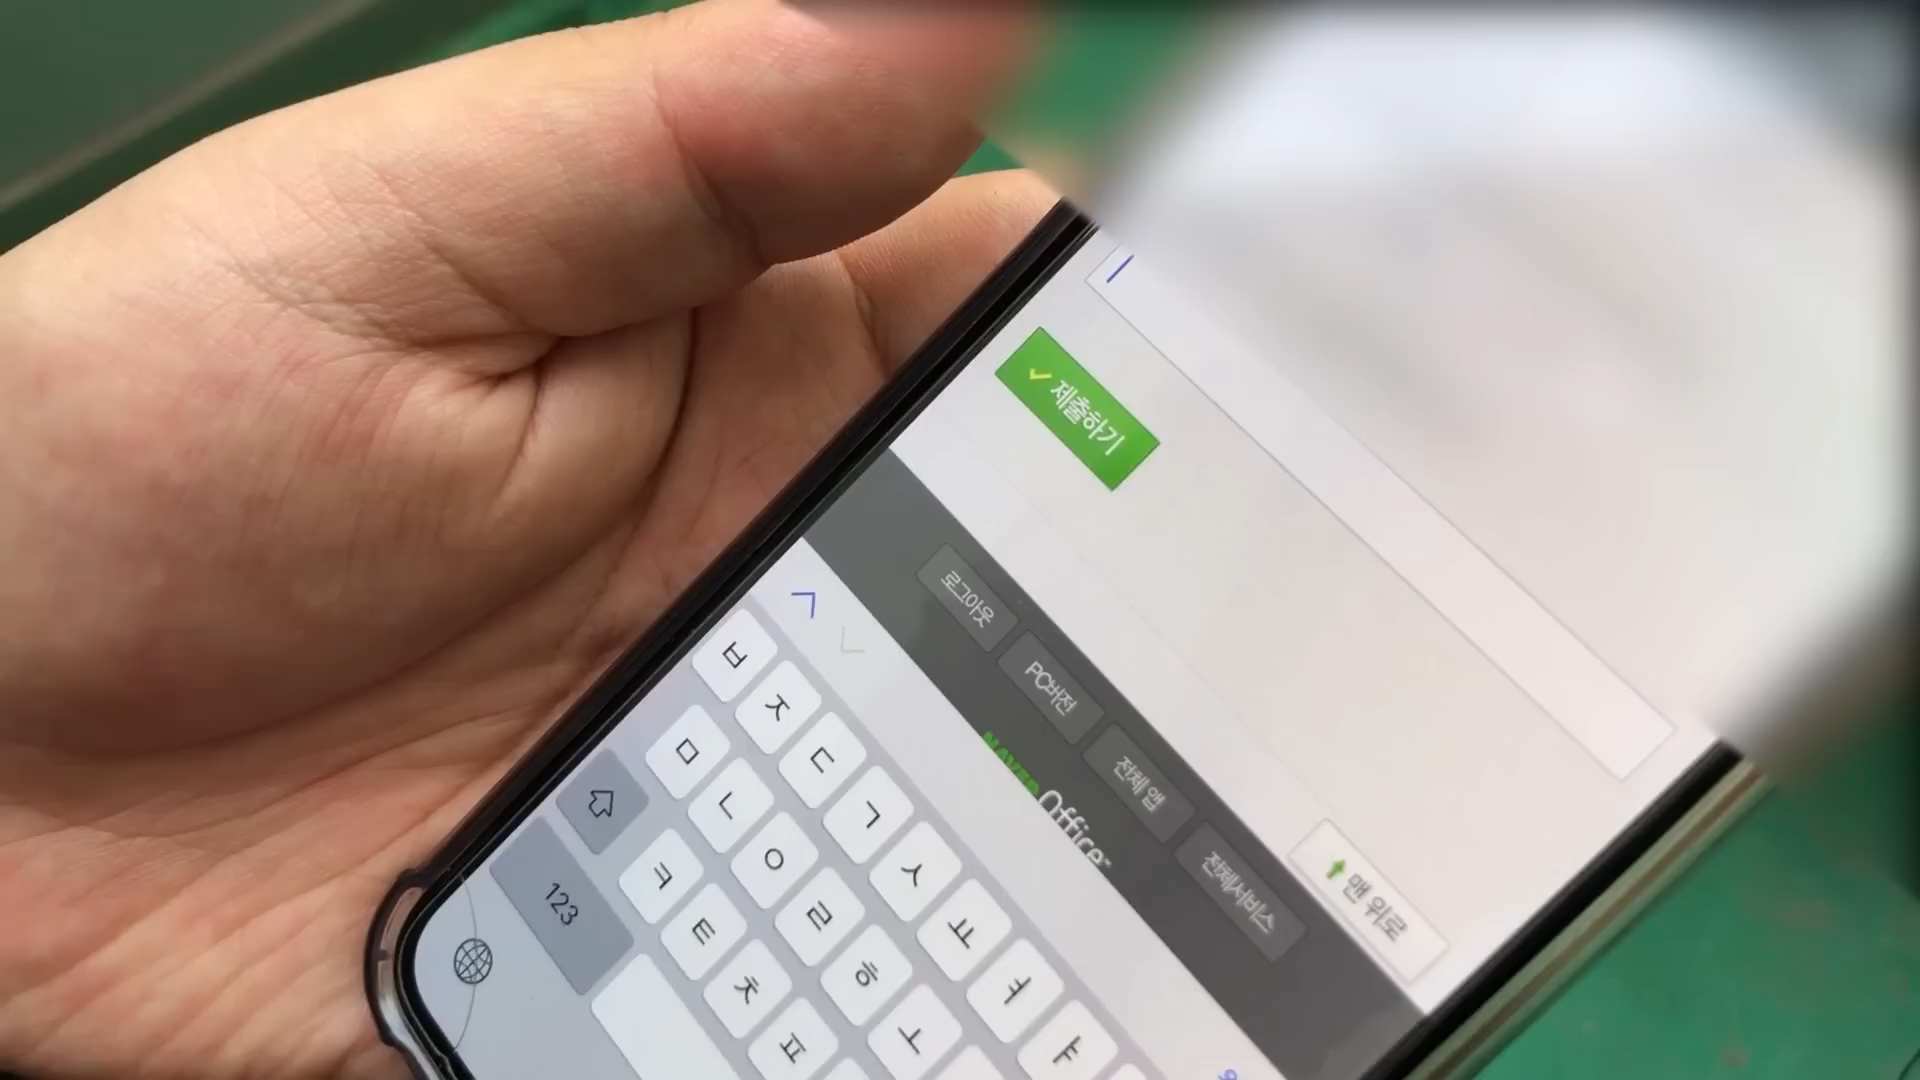 제출하기
맨 위로
로그아웃
PC버전
전체 앱
전체서비스
NAVER Office
ㅂ
ㅈ
ㄷ
ㄱ
ㅅ
ㅛ
ㅕ
ㅑ
ㅁ
ㄴ
ㅇ
ㄹ
ㅎ
ㅗ
ㅋ
ㅌ
ㅊ
ㅍ
123